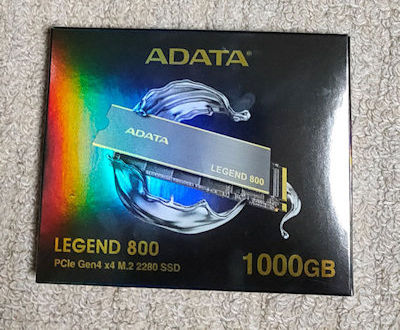 ADATA
ADATA
LEGEND 800
LEGEND 800
PCIe Gen4 x4 M.2 2280 SSD
1000GB